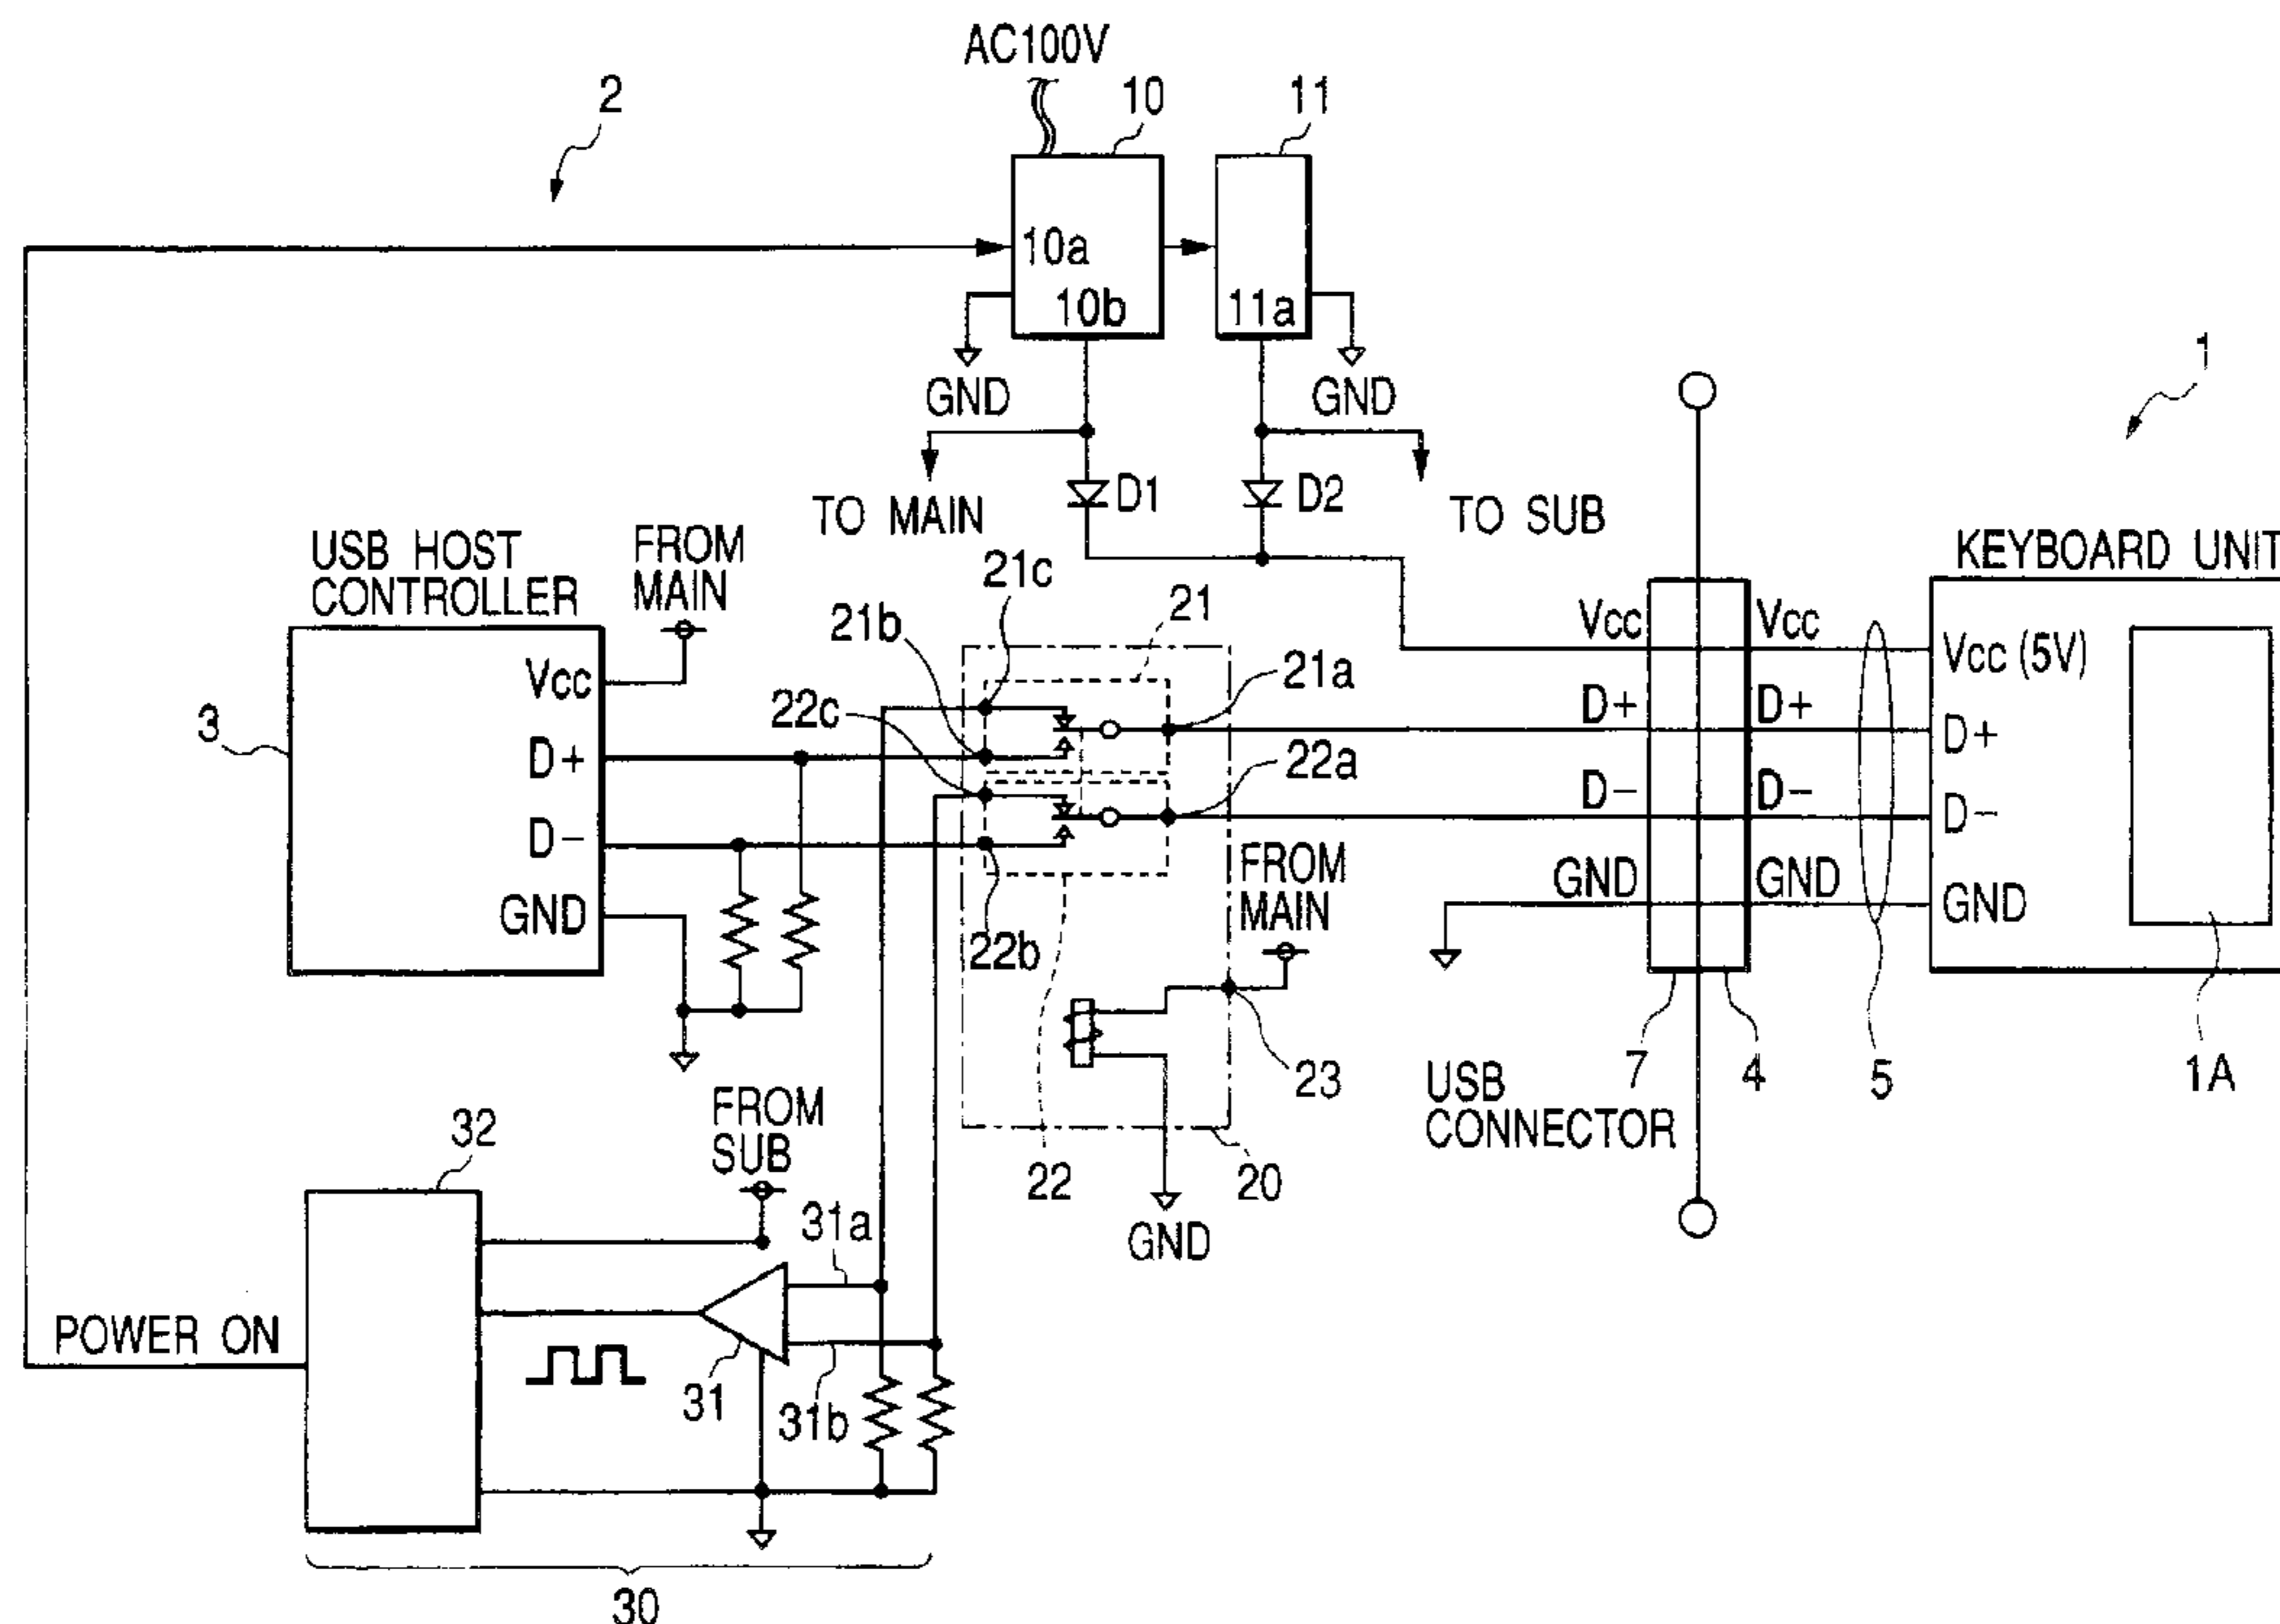 AC100V
2
10
11
10a
10b
11a
GND
GND
1
D1
D2
TO MAIN
TO SUB
USB HOST
CONTROLLER
FROM
MAIN
KEYBOARD UNIT
21c
21
21b
21a
22c
22a
3
Vcc
D+
D−
GND
Vcc
Vcc
Vcc (5V)
D+
D+
D+
D−
D−
D−
GND
GND
GND
22b
FROM
MAIN
23
7
4
5
1A
USB
CONNECTOR
22
20
GND
32
FROM
SUB
31a
31
31b
POWER ON
30